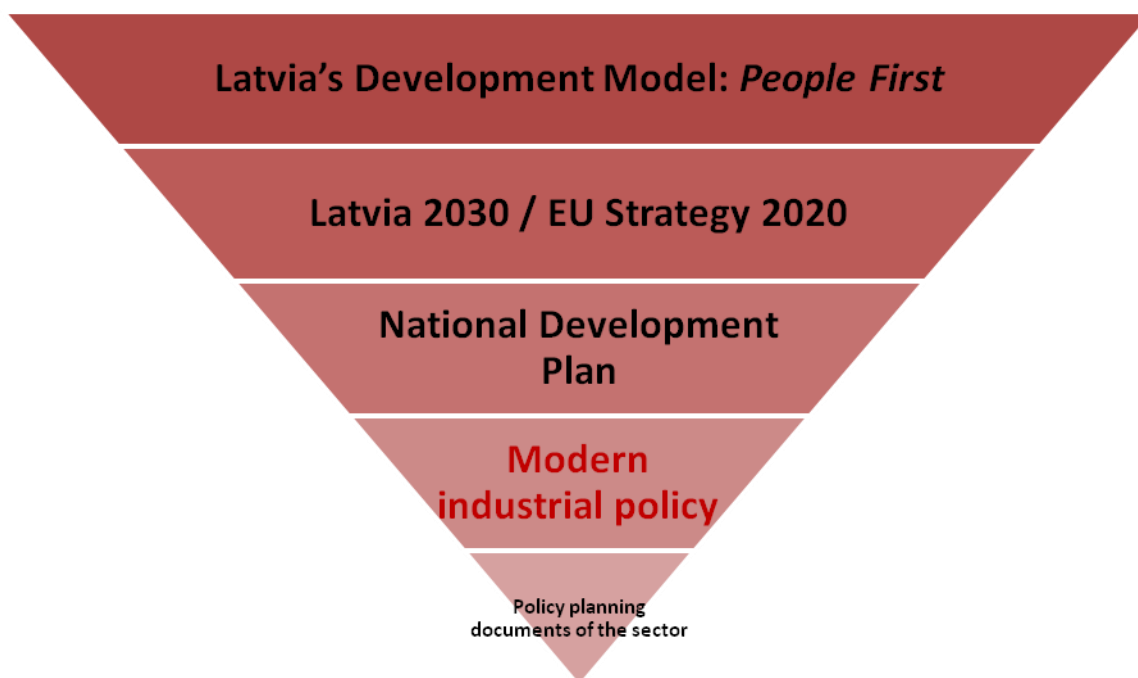 Latvia's Development Model: People First
Latvia 2030 / EU Strategy 2020
National Development
Plan
Modern
industrial policy
Policy planning
documents of the sector